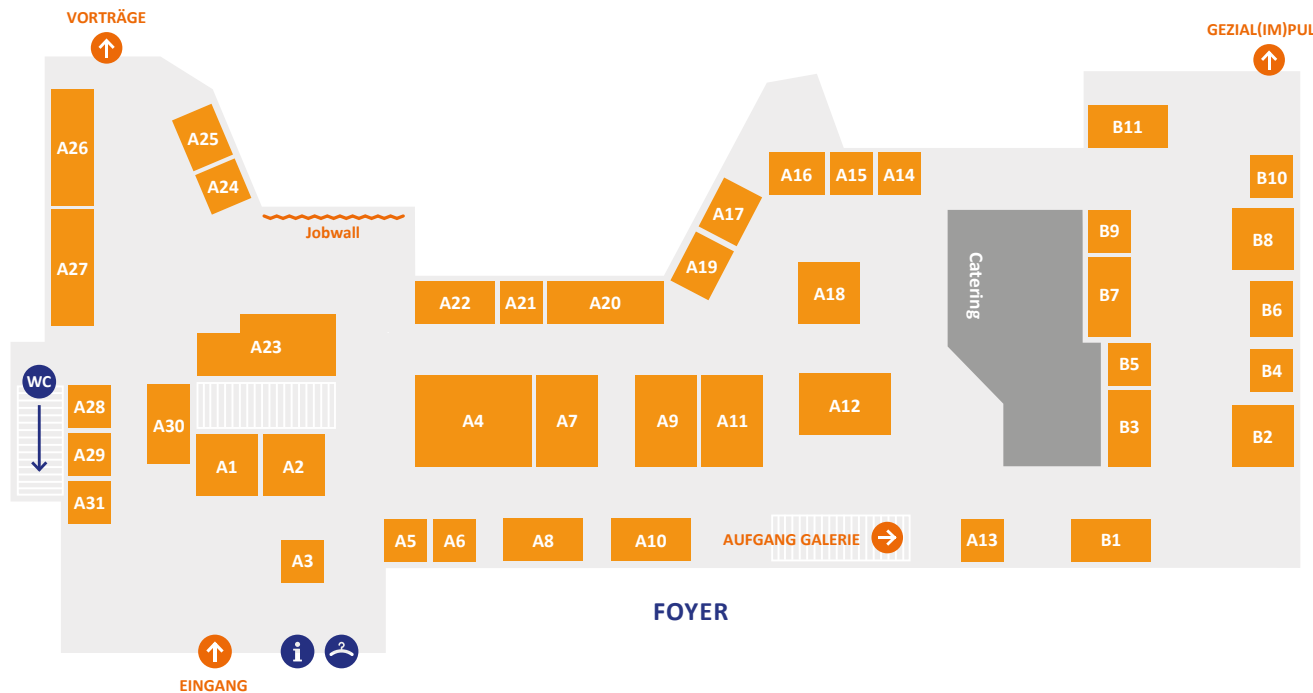 VORTRÄGE
GEZIAL(IM)PUL
A26
A25
A24
A27
Jobwall
A23
A22
A21
A20
A19
A17
A16
A15
A14
A18
Catering
B11
B10
B9
B8
B7
B6
B5
B4
B3
B2
WC
A28
A29
A31
A30
A1
A2
A3
A4
A7
A9
A11
A12
A5
A6
A8
A10
AUFGANG GALERIE
A13
B1
FOYER
i
EINGANG